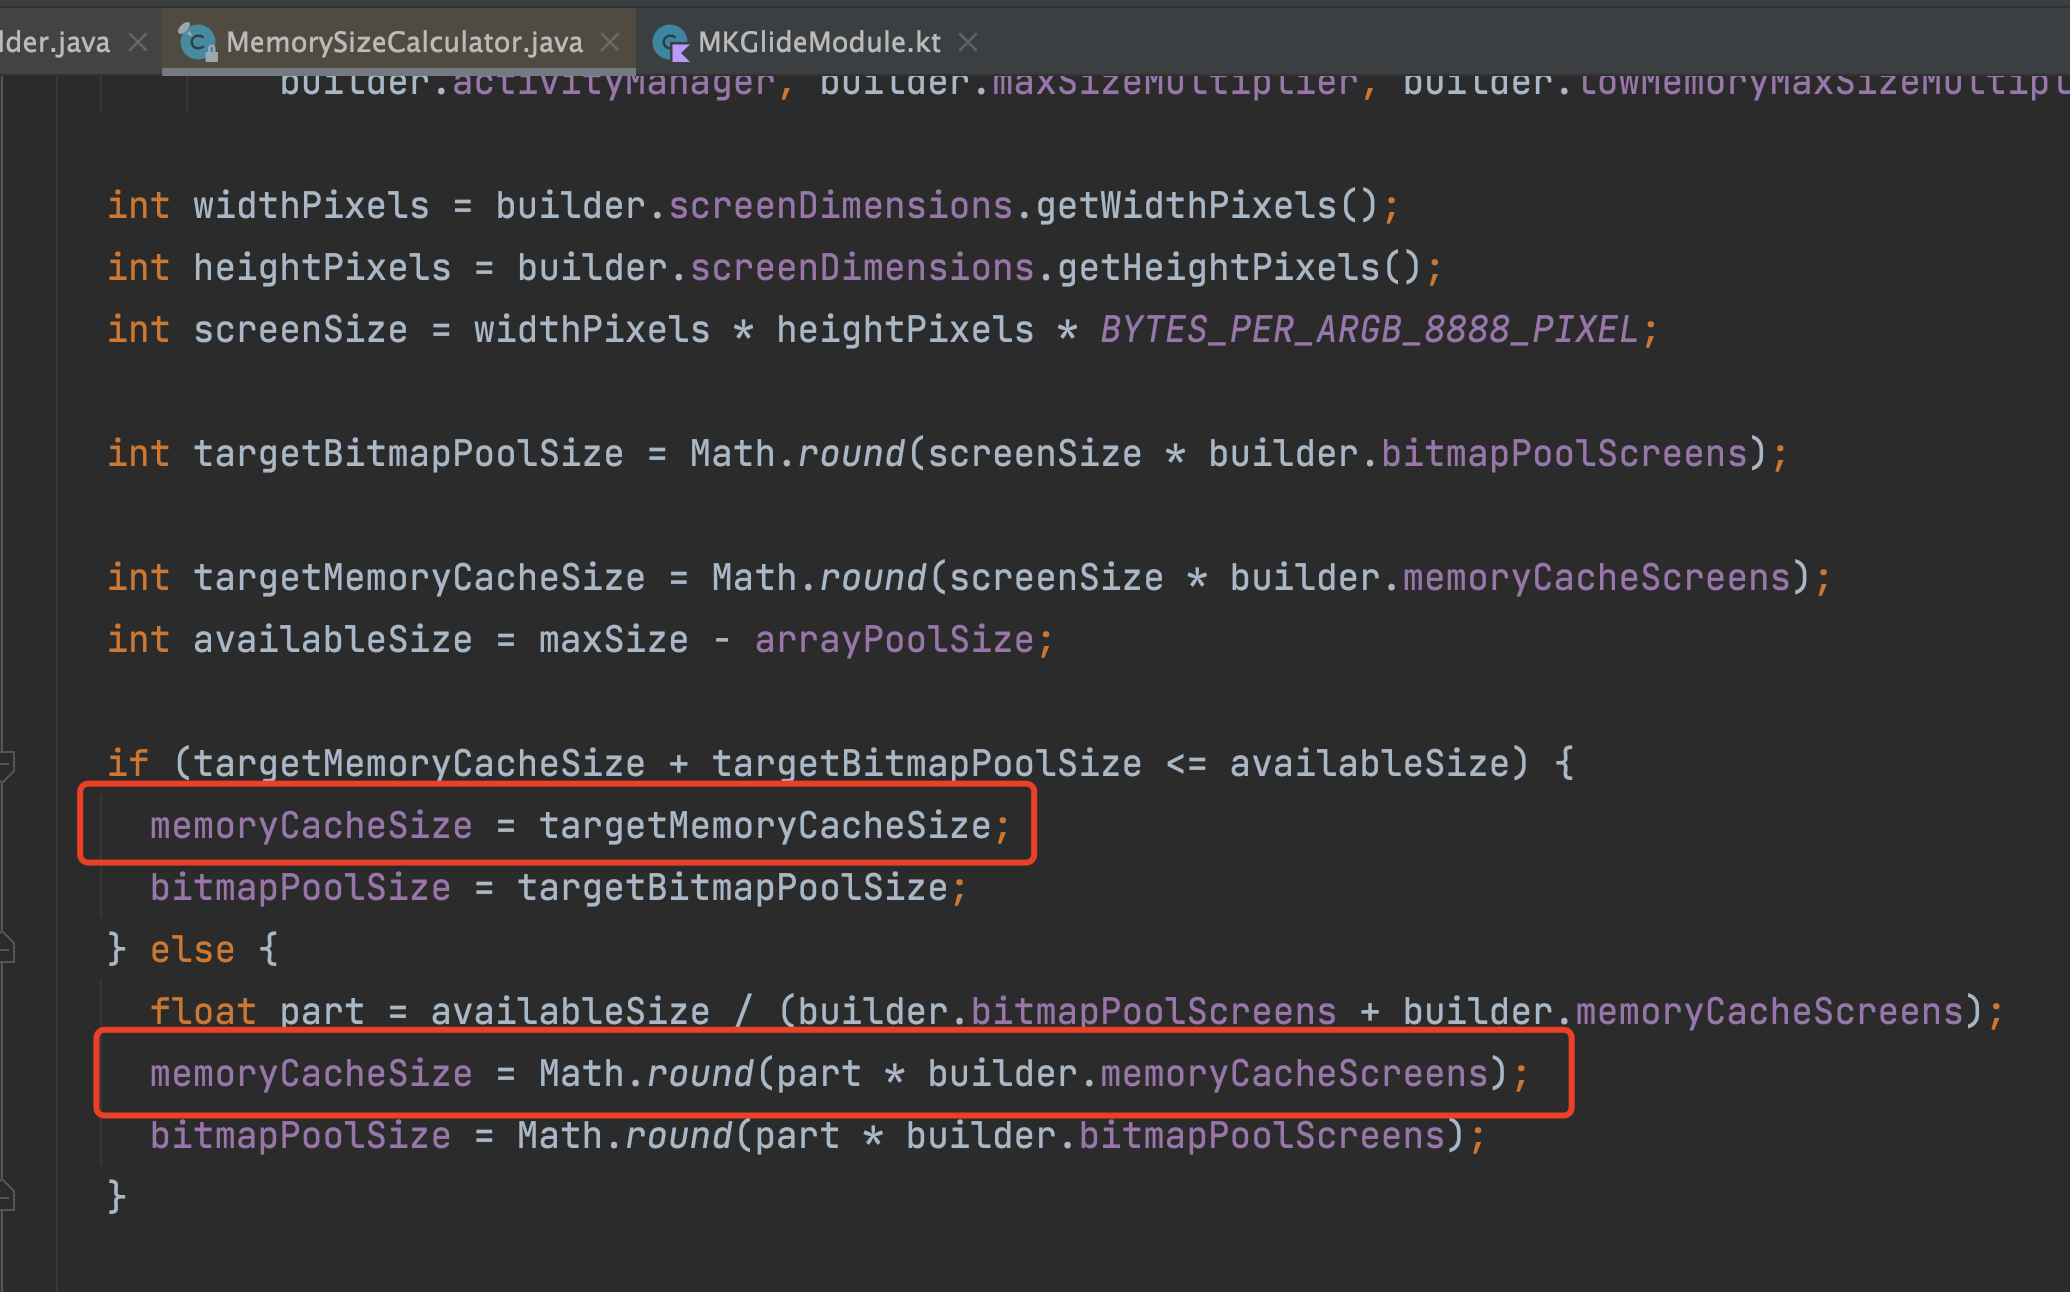 lder.java MemorySizeCalculator.java MKGlideModule.kt
builder.activityManager, builder.maxSizeMultiplier, builder.lowMemoryMaxSizeMultipl
int widthPixels = builder.screenDimensions.getWidthPixels();
int heightPixels = builder.screenDimensions.getHeightPixels();
int screenSize = widthPixels * heightPixels * BYTES_PER_ARGB_8888_PIXEL;
int targetBitmapPoolSize = Math.round(screenSize * builder.bitmapPoolScreens);
int targetMemoryCacheSize = Math.round(screenSize * builder.memoryCacheScreens);
int availableSize = maxSize - arrayPoolSize;
if (targetMemoryCacheSize + targetBitmapPoolSize <= availableSize) {
memoryCacheSize = targetMemoryCacheSize;
bitmapPoolSize = targetBitmapPoolSize;
} else {
float part = availableSize / (builder.bitmapPoolScreens + builder.memoryCacheScreens);
memoryCacheSize = Math.round(part * builder.memoryCacheScreens);
bitmapPoolSize = Math.round(part * builder.bitmapPoolScreens);
}